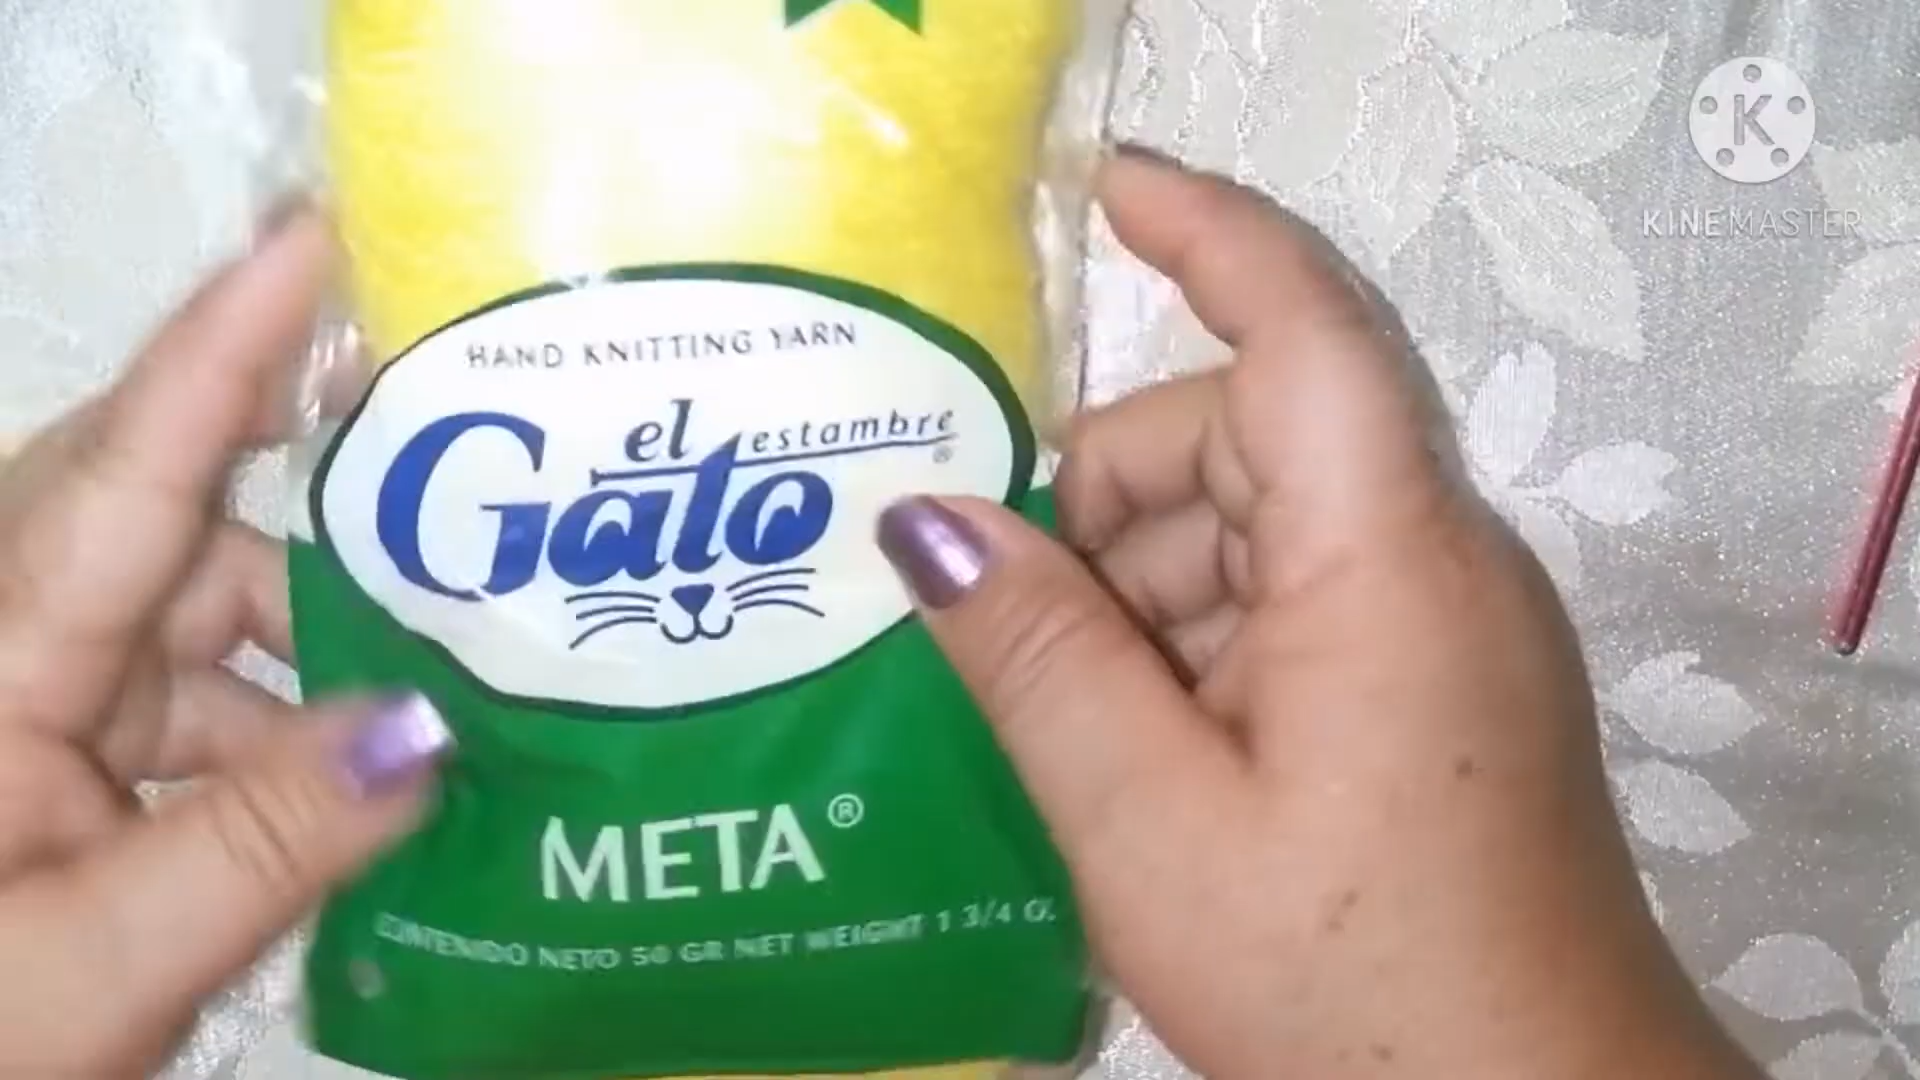 KINEMASTER
HAND KNITTING YARN
el estambre
Gato ®
META ®
CONTENIDO NETO 50 GR NET WEIGHT 1 3/4 OZ.